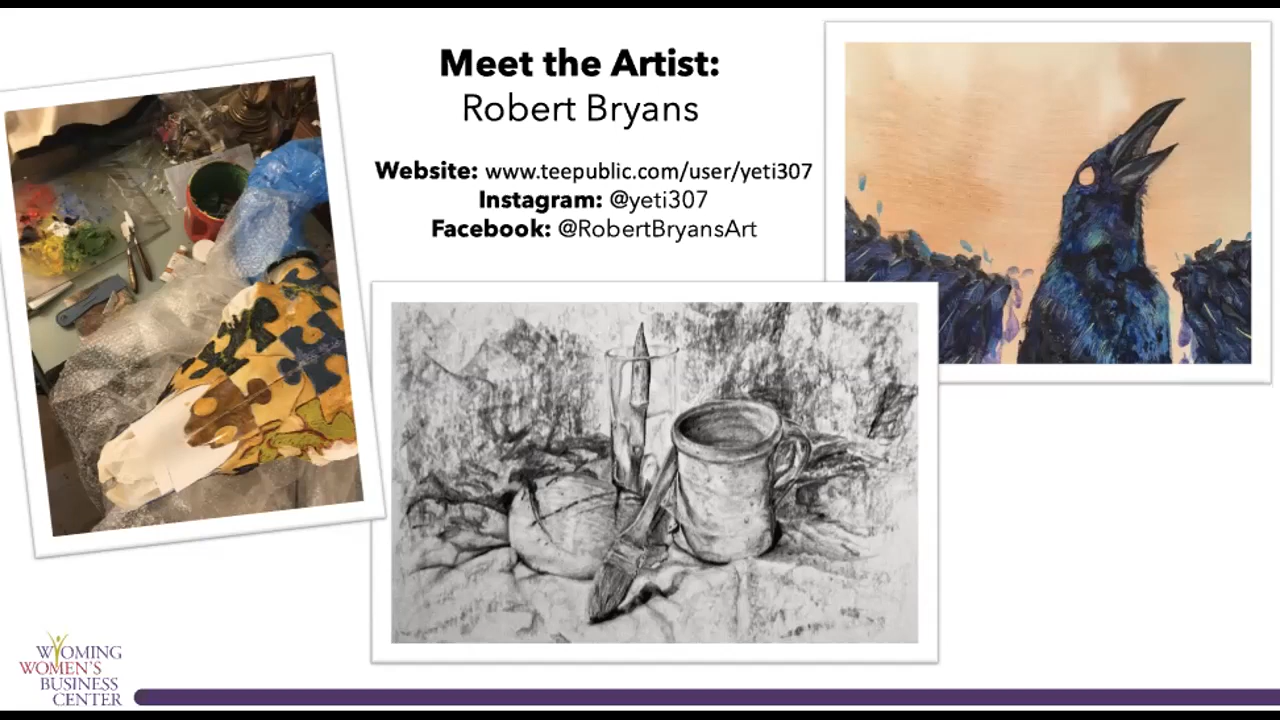 Meet the Artist:
Robert Bryans
Website: www.teepublic.com/user/yeti307
Instagram: @yeti307
Facebook: @RobertBryansArt
WYOMING
WOMEN'S
BUSINESS
CENTER